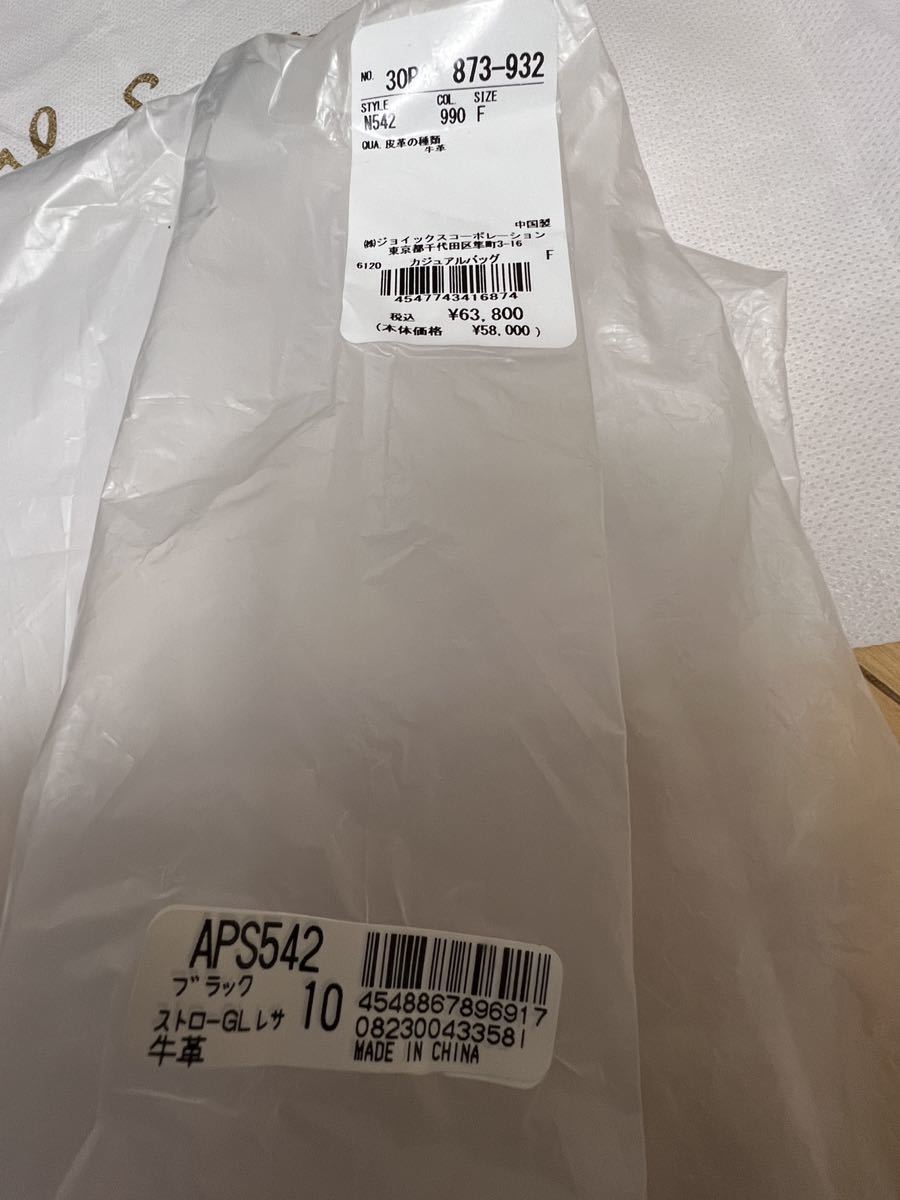 NO. 873-932
STYLE COL. SIZE
N542 990 F
QUA. 皮革の種類
牛革
中国製
㈱ジョイックスコーポレーション
東京都千代田区隼町3-16
6120 カジュアルバッグ F
4547743416874
税込 ¥63,800
(本体価格 ¥58,000)
APS542
ブラック
ストローGLレサ 10
牛革
4548867896917
082300433581
MADE IN CHINA